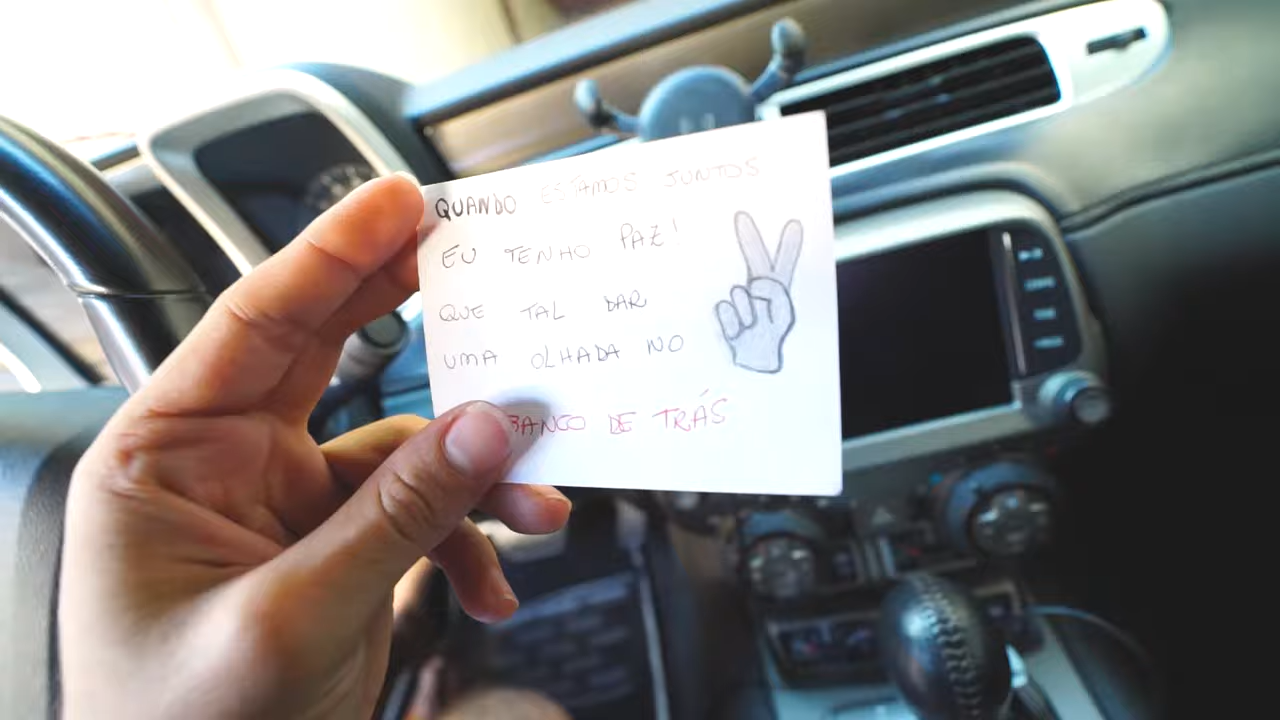 QUANDO ESTAMOS JUNTOS
EU TENHO PAZ!
QUE TAL DAR
UMA OLHADA NO
BANCO DE TRÁS